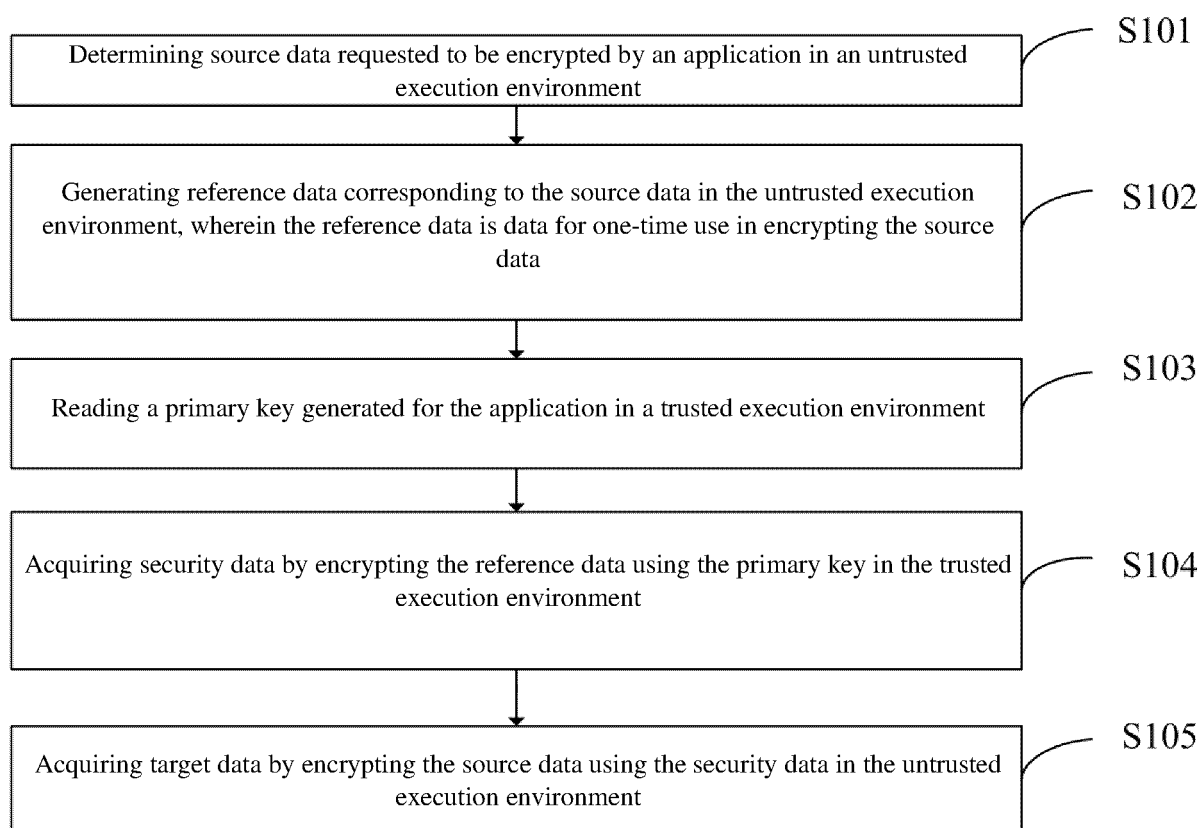 S101
Determining source data requested to be encrypted by an application in an untrusted
execution environment
Generating reference data corresponding to the source data in the untrusted execution
environment, wherein the reference data is data for one-time use in encrypting the source
data
S102
Reading a primary key generated for the application in a trusted execution environment
S103
Acquiring security data by encrypting the reference data using the primary key in the trusted
execution environment
S104
Acquiring target data by encrypting the source data using the security data in the untrusted
execution environment
S105